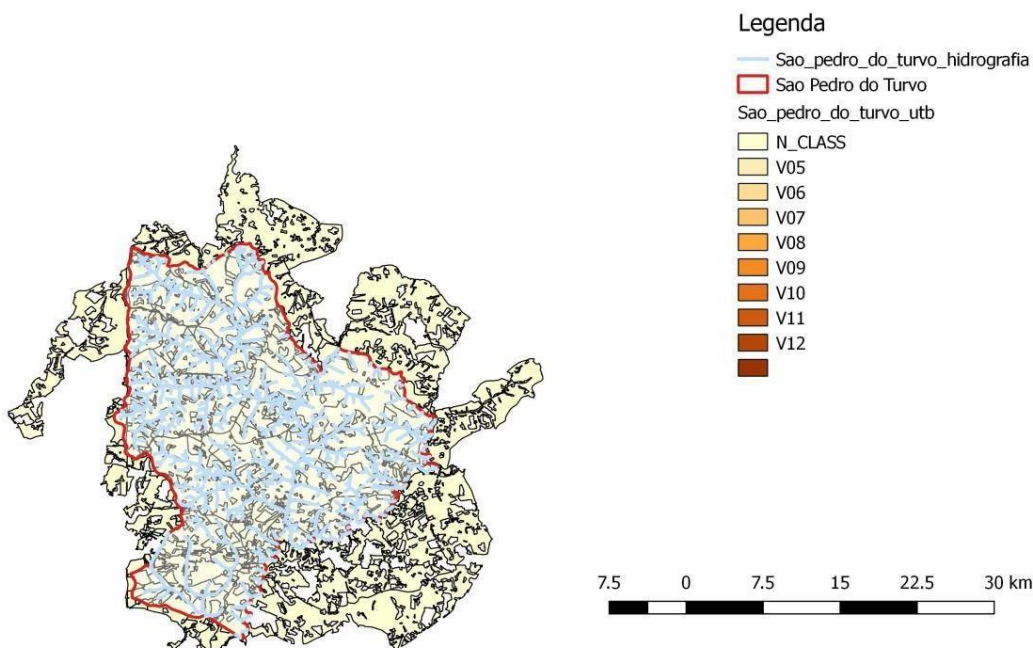 Legenda
Sao_pedro_do_turvo_hidrografia
Sao Pedro do Turvo
Sao_pedro_do_turvo_utb
N_CLASS
V05
V06
V07
V08
V09
V10
V11
V12
7.5 0 7.5 15 22.5 30 km